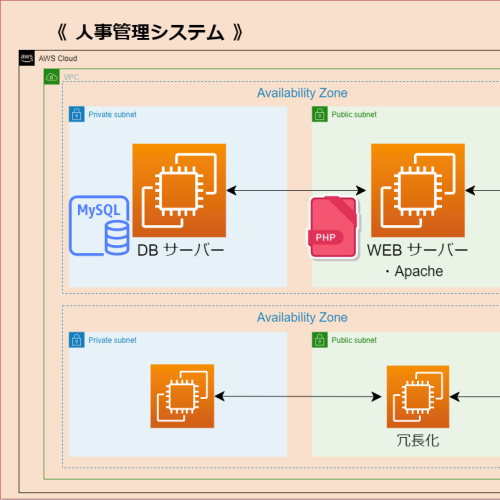 《 人事管理システム 》
aws
AWS Cloud
VPC
Availability Zone
Private subnet
Public subnet
MySQL
PHP
DB サーバー
WEB サーバー
・Apache
Availability Zone
Private subnet
Public subnet
冗長化